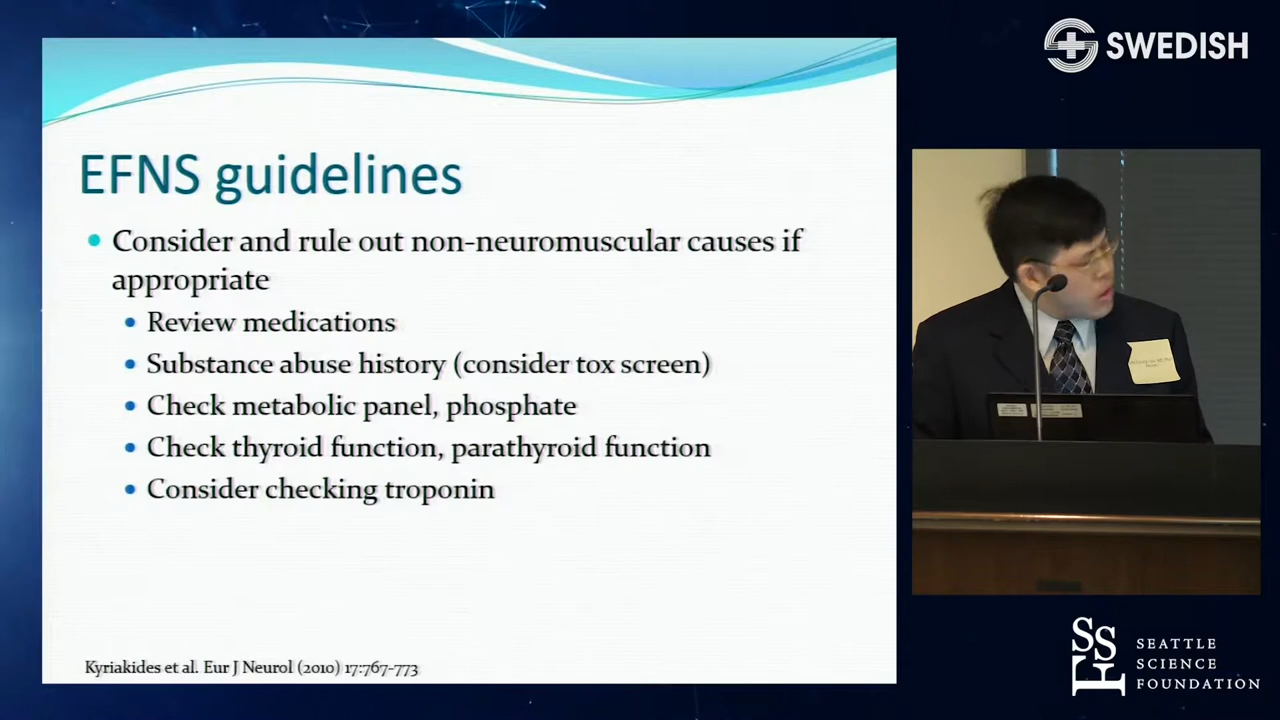 SWEDISH
EFNS guidelines
Consider and rule out non-neuromuscular causes if
appropriate
Review medications
Substance abuse history (consider tox screen)
Check metabolic panel, phosphate
Check thyroid function, parathyroid function
Consider checking troponin
Kyriakides et al. Eur J Neurol (2010) 17:767-773
SSF
SEATTLE
SCIENCE
FOUNDATION